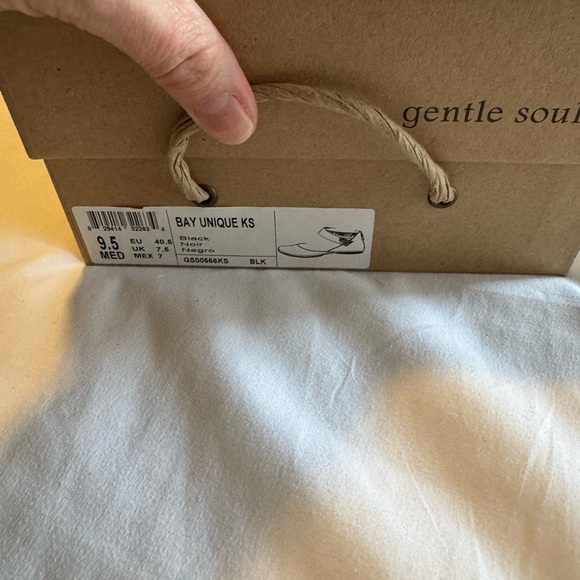 gentle soul
BAY UNIQUE KS
Black
Noir
Negro
9.5 EU 40.5
UK 7.5
MED MEX 7
GS00666KS BLK